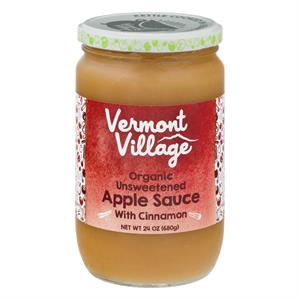 Vermont
Village
Organic
Unsweetened
Apple Sauce
With Cinnamon
NET WT 24 OZ (680g)